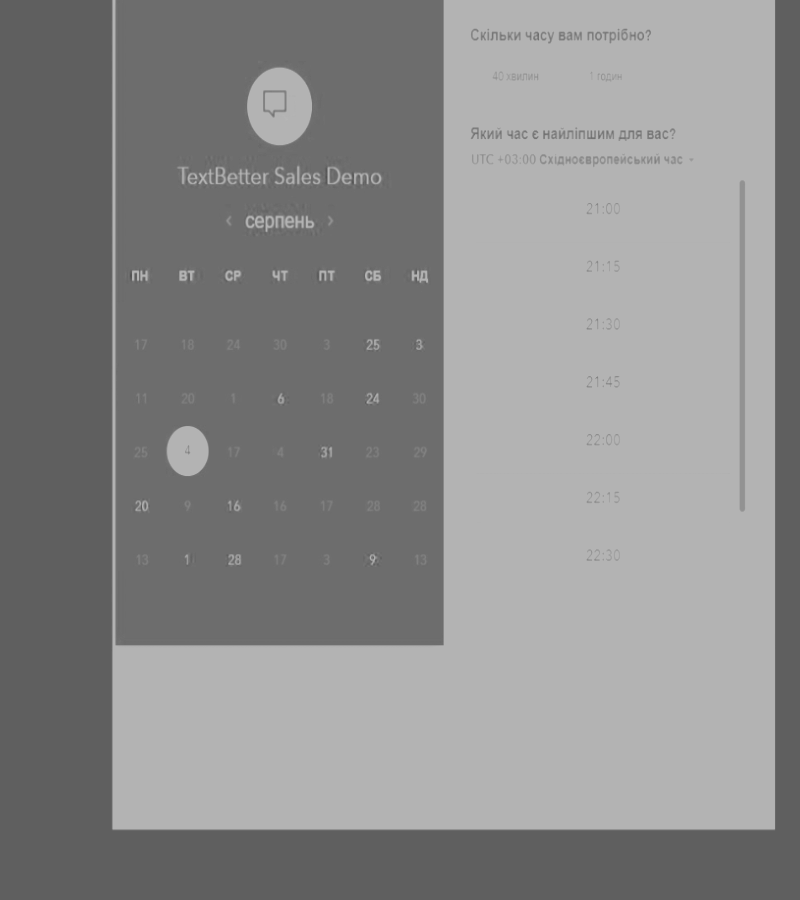 TextBetter Sales Demo
‹ серпень ›
ПН ВТ СР ЧТ ПТ СБ НД
17 18 24 30 3 25 3
11 20 1 6 18 24 30
25 4 17 4 31 23 29
20 9 16 16 17 28 28
13 1 28 17 3 9 13
Скільки часу вам потрібно?
40 хвилин 1 годин
Який час є найліпшим для вас?
UTC +03:00 Східноєвропейський час
21:00
21:15
21:30
21:45
22:00
22:15
22:30